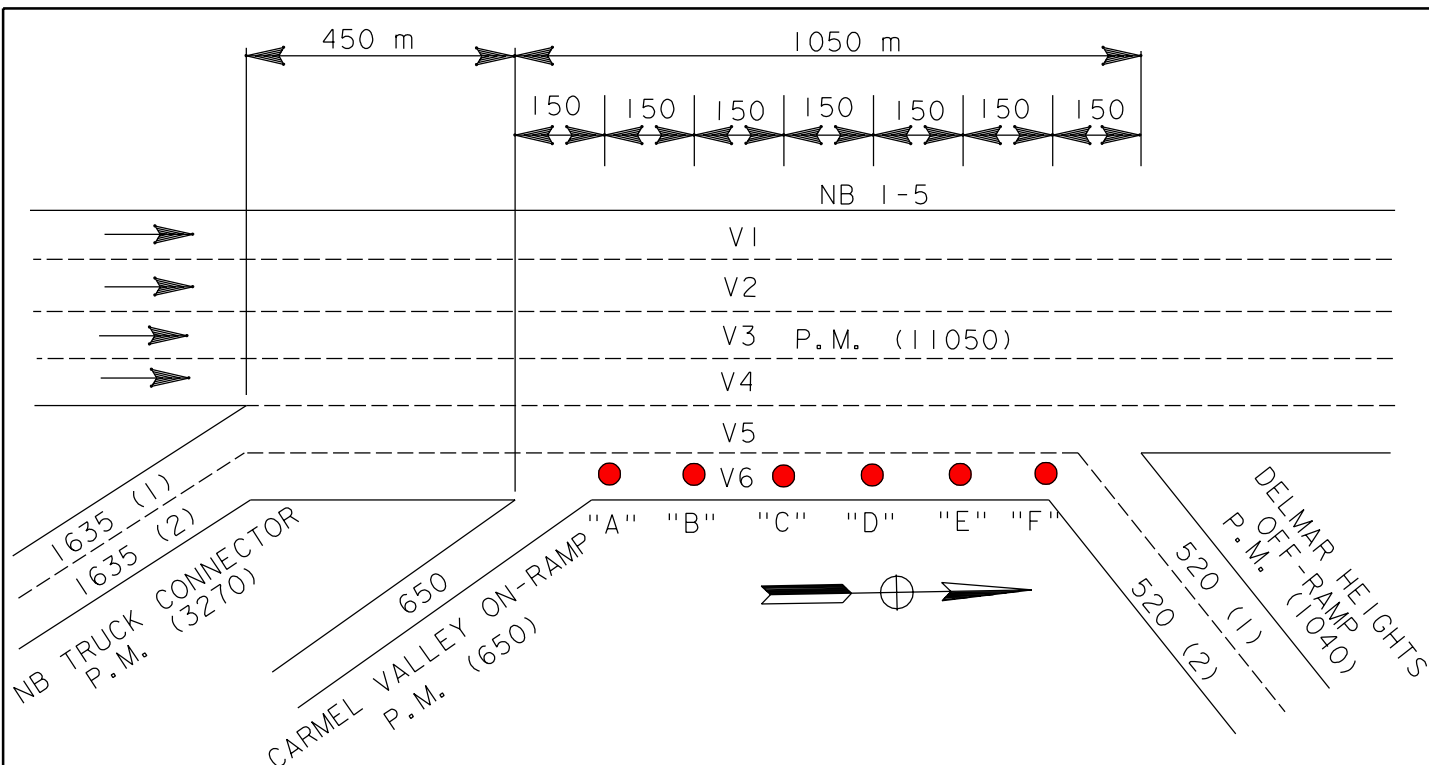 450 m
1050 m
150 150 150 150 150 150 150
NB I-5
V1
V2
V3 P.M. (11050)
V4
V5
V6
"A" "B" "C" "D" "E" "F"
1635 (1)
1635 (2)
NB TRUCK CONNECTOR
P.M. (3270)
650
CARMEL VALLEY ON-RAMP
P.M. (650)
520 (1)
520 (2)
DELMAR HEIGHTS
OFF-RAMP
P.M. (1040)